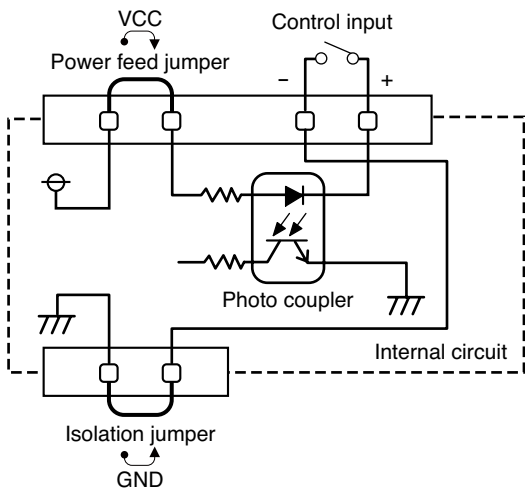 VCC
Power feed jumper
Control input
−
+
Photo coupler
Internal circuit
Isolation jumper
GND